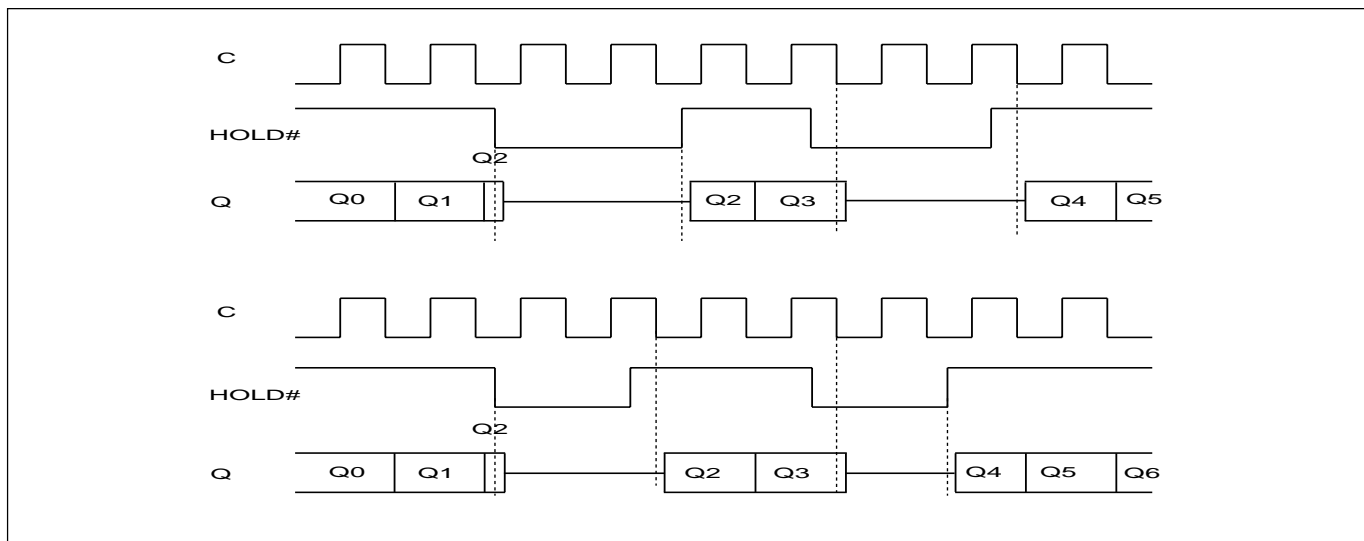 C
HOLD#
Q2
Q Q0 Q1 Q2 Q3 Q4 Q5
C
HOLD#
Q2
Q Q0 Q1 Q2 Q3 Q4 Q5 Q6